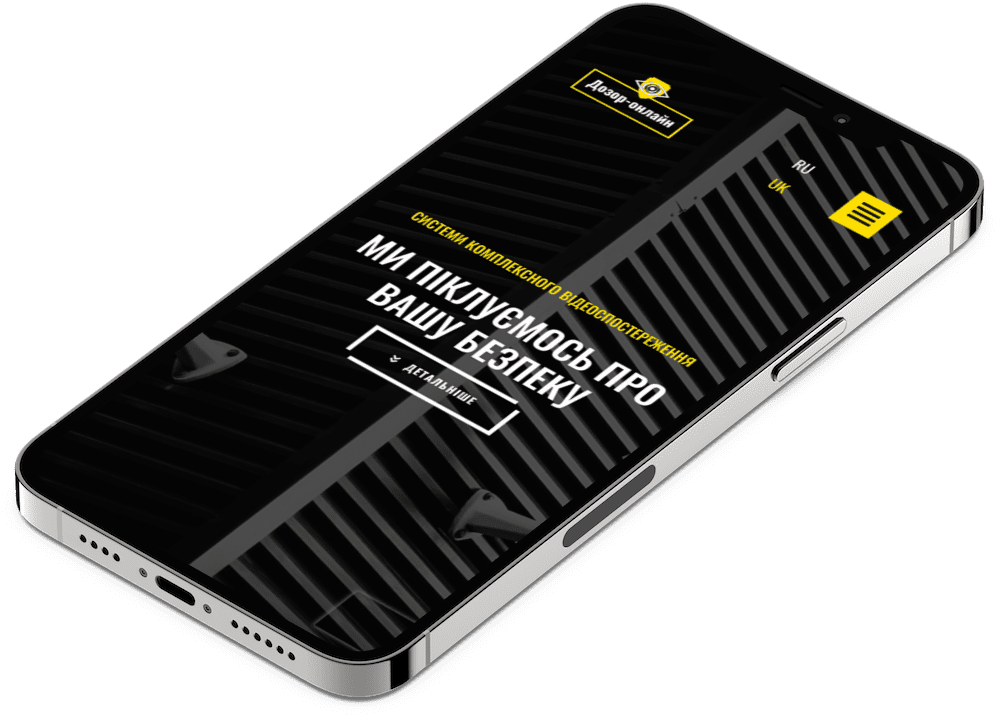 Дозор-онлайн
RU
UK
СИСТЕМИ КОМПЛЕКСНОГО ВІДЕОСПОСТЕРЕЖЕННЯ
МИ ПІКЛУЄМОСЬ ПРО
ВАШУ БЕЗПЕКУ
ДЕТАЛЬНІШЕ